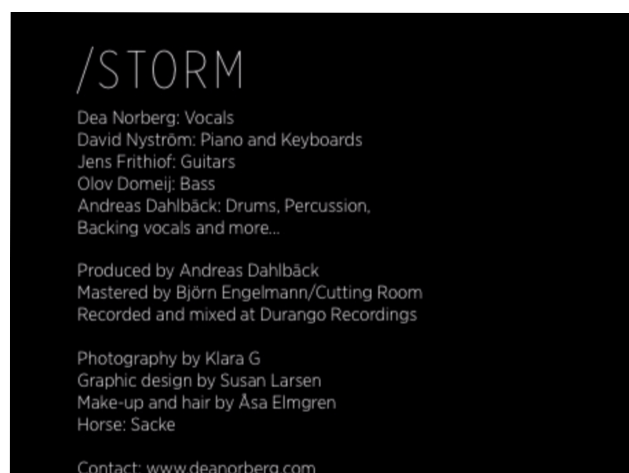 /STORM
Dea Norberg: Vocals
David Nyström: Piano and Keyboards
Jens Frithiof: Guitars
Olov Domeij: Bass
Andreas Dahlbäck: Drums, Percussion,
Backing vocals and more...
Produced by Andreas Dahlbäck
Mastered by Björn Engelmann/Cutting Room
Recorded and mixed at Durango Recordings
Photography by Klara G
Graphic design by Susan Larsen
Make-up and hair by Åsa Elmgren
Horse: Sacke
Contact: www.deanorberg.com